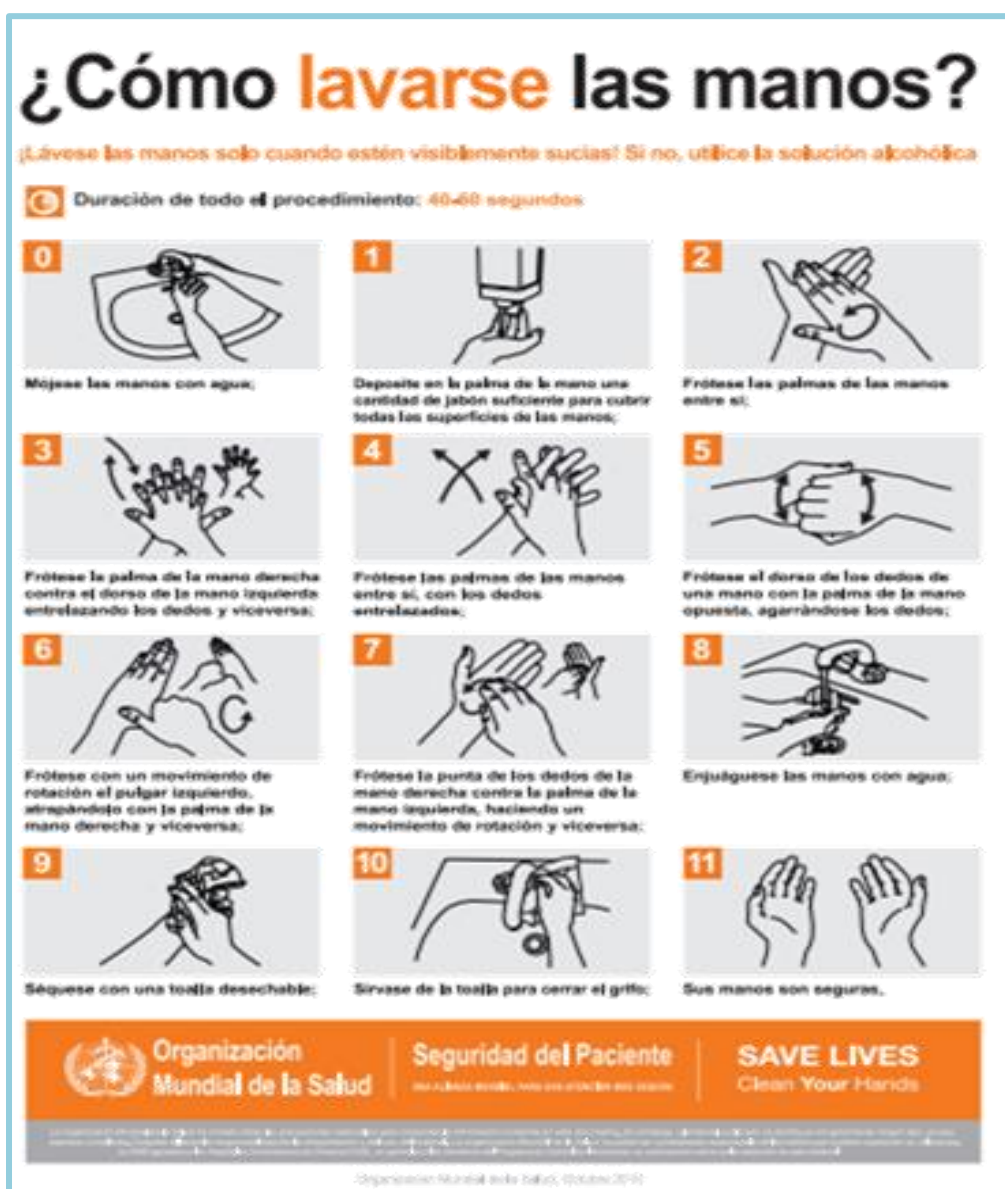 ¿Cómo lavarse las manos?
¡Lávese las manos solo cuando estén visiblemente sucias! Si no, utilice la solución alcohólica
Duración de todo el procedimiento: 40-60 segundos
0
Mójese las manos con agua;
1
Deposite en la palma de la mano una
cantidad de jabón suficiente para cubrir
todas las superficies de las manos;
2
Frótese las palmas de las manos
entre sí;
3
Frótese la palma de la mano derecha
contra el dorso de la mano izquierda
entrelazando los dedos y viceversa;
4
Frótese las palmas de las manos
entre sí, con los dedos
entrelazados;
5
Frótese el dorso de los dedos de
una mano con la palma de la mano
opuesta, agarrándose los dedos;
6
Frótese con un movimiento de
rotación el pulgar izquierdo,
atrapándolo con la palma de la
mano derecha y viceversa;
7
Frótese la punta de los dedos de la
mano derecha contra la palma de la
mano izquierda, haciendo un
movimiento de rotación y viceversa;
8
Enjuáguese las manos con agua;
9
Séquese con una toalla desechable;
10
Sírvase de la toalla para cerrar el grifo;
11
Sus manos son seguras.
Organización
Mundial de la Salud
Seguridad del Paciente
SAVE LIVES
Clean Your Hands
Organización Mundial de la Salud, Octubre 2010